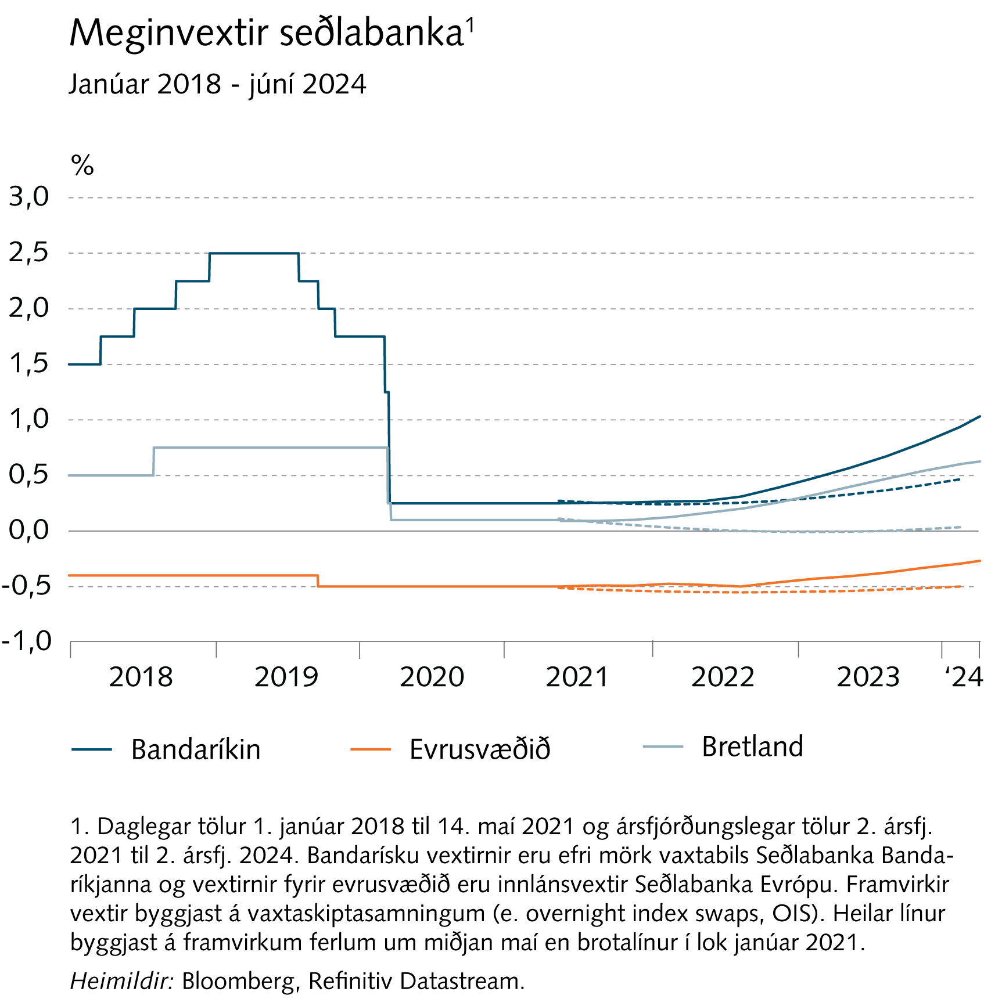 Meginvextir seðlabanka¹
Janúar 2018 - júní 2024
%
3,0
2,5
2,0
1,5
1,0
0,5
0,0
-0,5
-1,0
2018 2019 2020 2021 2022 2023 ‘24
Bandaríkin Evrusvæðið Bretland
1. Daglegar tölur 1. janúar 2018 til 14. maí 2021 og ársfjórðungslegar tölur 2. ársfj.
2021 til 2. ársfj. 2024. Bandarísku vextirnir eru efri mörk vaxtabils Seðlabanka Banda-
ríkjanna og vextirnir fyrir evrusvæðið eru innlánsvextir Seðlabanka Evrópu. Framvirkir
vextir byggjast á vaxtaskiptasamningum (e. overnight index swaps, OIS). Heilar línur
byggjast á framvirkum ferlum um miðjan maí en brotalínur í lok janúar 2021.
Heimildir: Bloomberg, Refinitiv Datastream.